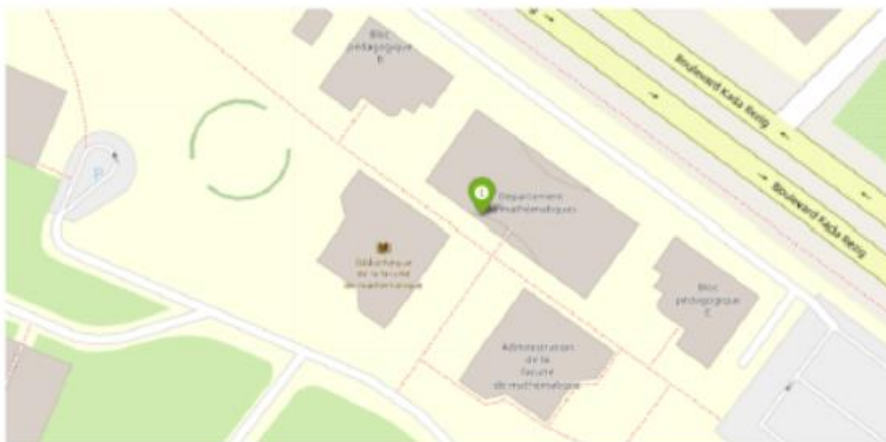 Bloc
pédagogique
B
Boulevard Kada Rezig
Boulevard Kada Rezig
P
Département
mathématiques
Bibliothèque
de la faculté
de mathématique
Bloc
pédagogique
E
Administration
de la
faculté
de mathématique